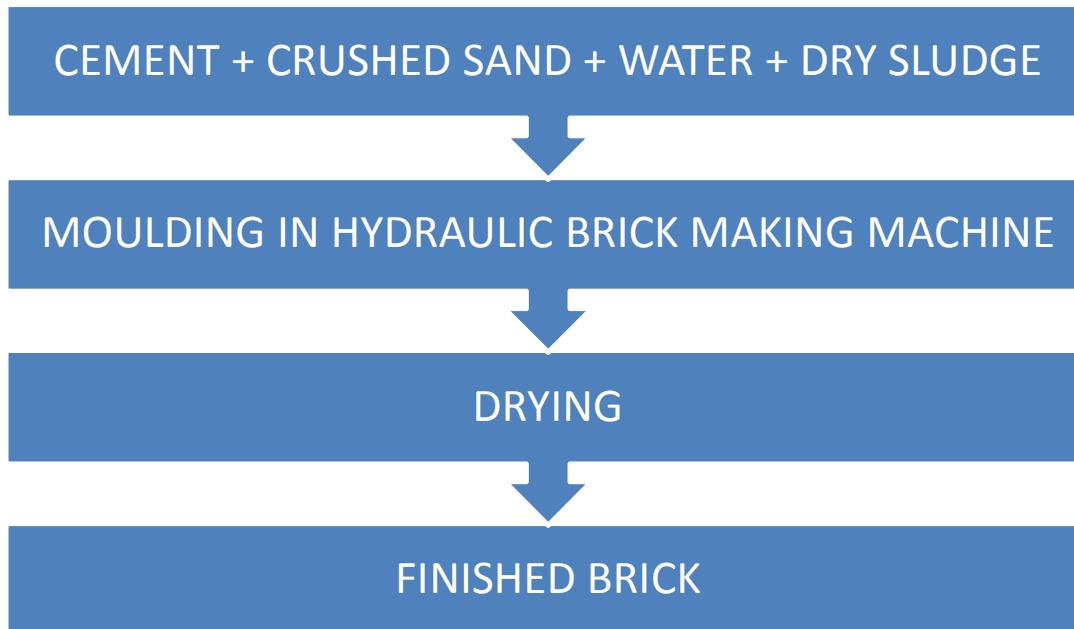 CEMENT + CRUSHED SAND + WATER + DRY SLUDGE
MOULDING IN HYDRAULIC BRICK MAKING MACHINE
DRYING
FINISHED BRICK